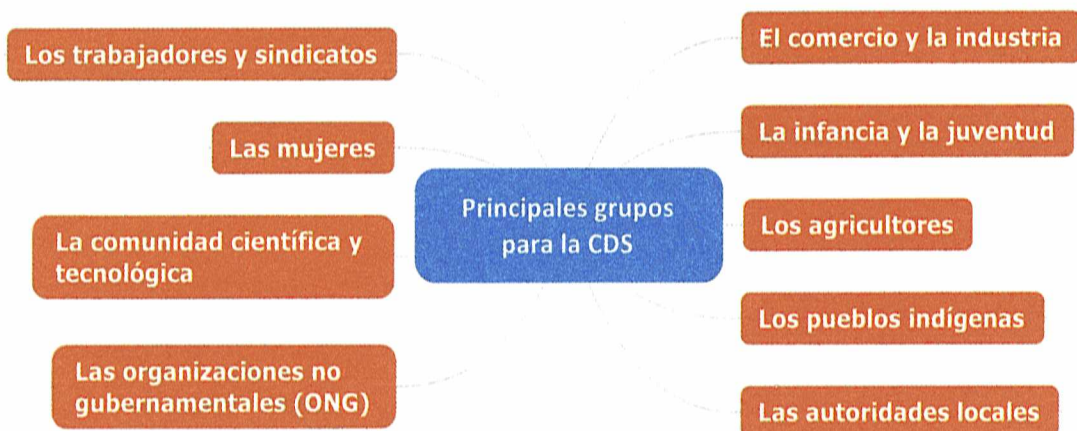 Los trabajadores y sindicatos
Las mujeres
La comunidad científica y
tecnológica
Las organizaciones no
gubernamentales (ONG)
Principales grupos
para la CDS
El comercio y la industria
La infancia y la juventud
Los agricultores
Los pueblos indígenas
Las autoridades locales